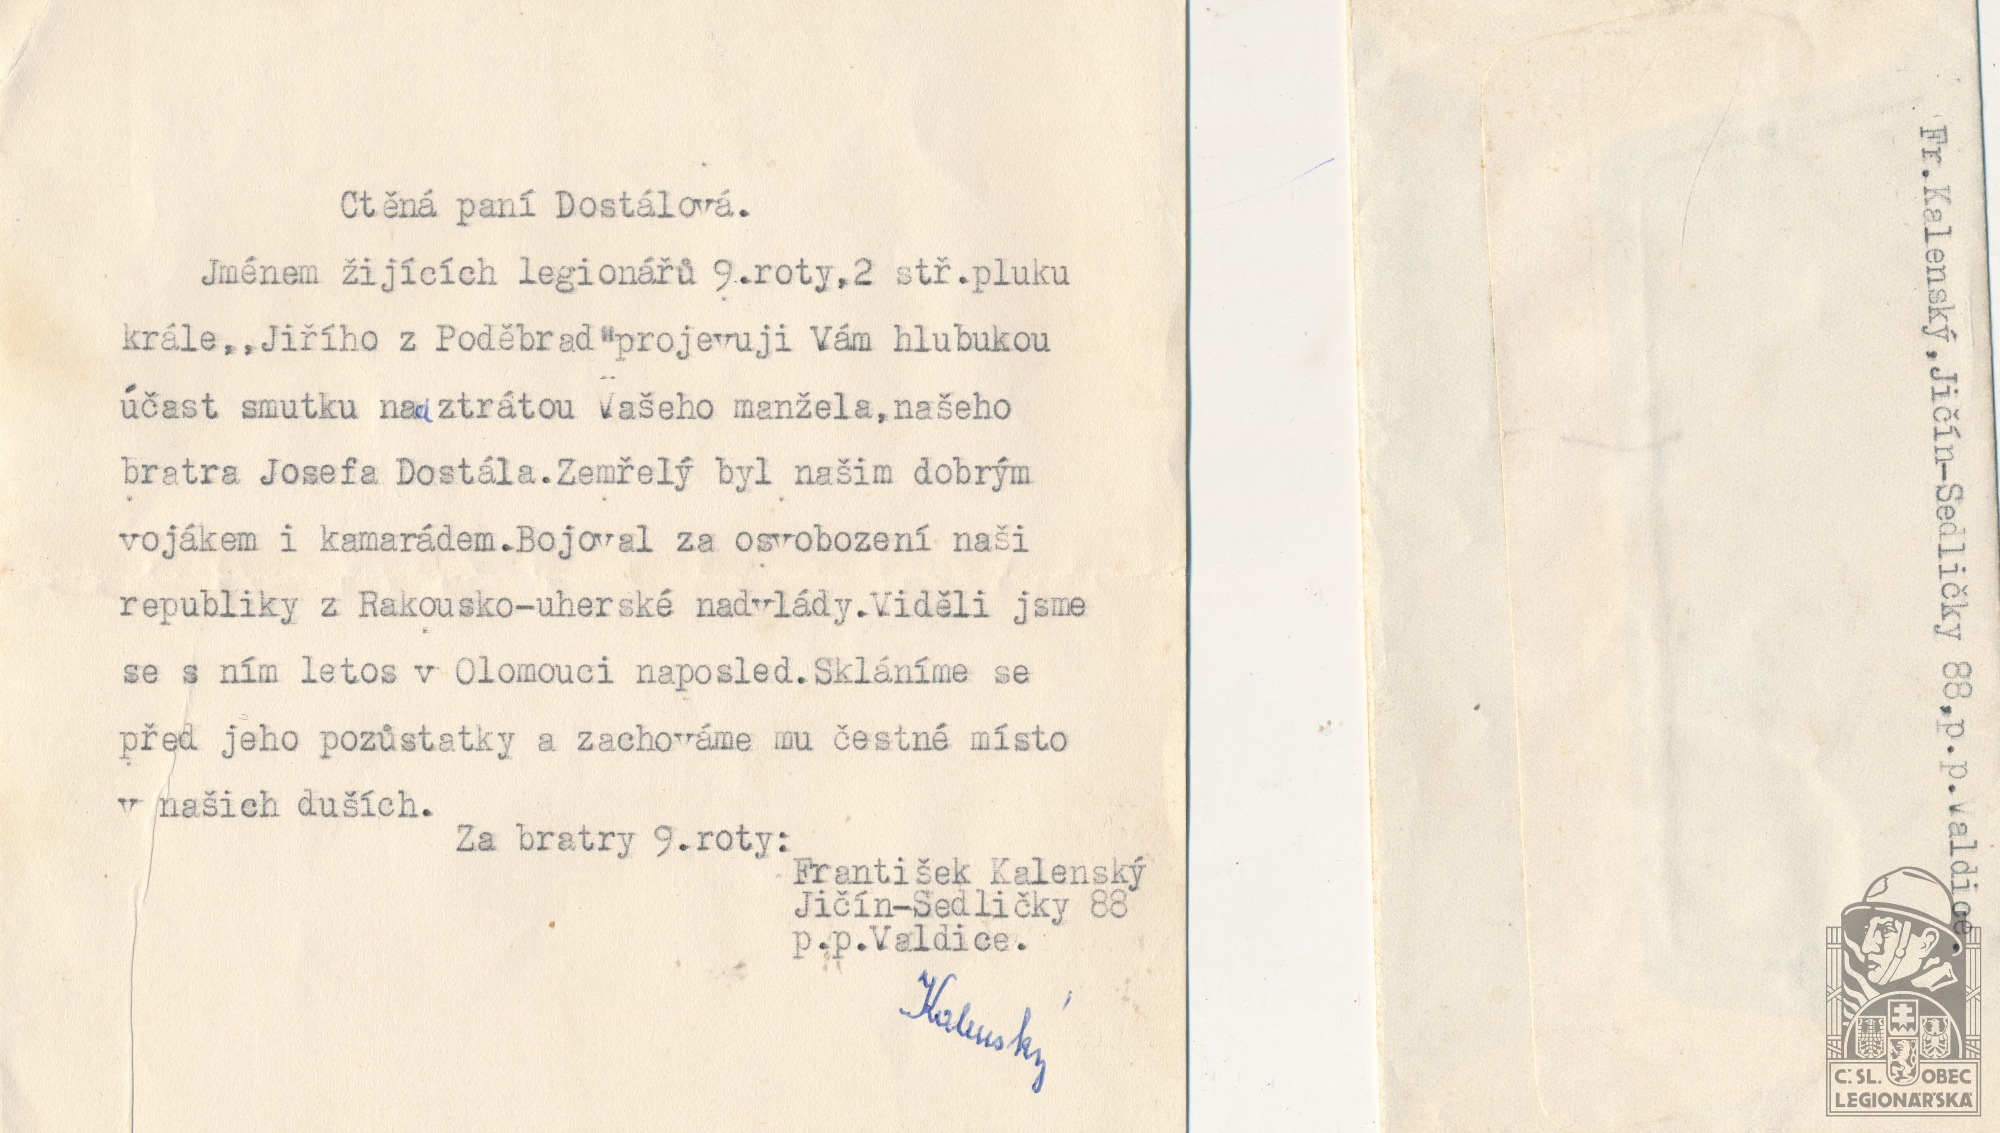 Ctěná paní Dostálová.
Jménem žijících legionářů 9.roty,2 stř.pluku
krále,,Jiřího z Poděbrad"projevuji Vám hlubukou
účast smutku nad ztrátou Vašeho manžela,našeho
bratra Josefa Dostála.Zemřelý byl našim dobrým
vojákem i kamarádem.Bojoval za osvobození naši
republiky z Rakousko-uherské nadvlády.Viděli jsme
se s ním letos v Olomouci naposled.Skláníme se
před jeho pozůstatky a zachováme mu čestné místo
v našich duších.
Za bratry 9.roty:
František Kalenský
Jičín-Sedličky 88
p.p.Valdice.
Kalenský
Fr.Kalenský,Jičín-Sedličky 88,p.p.Valdice.
Č.SL. OBEC
LEGIONÁŘSKÁ